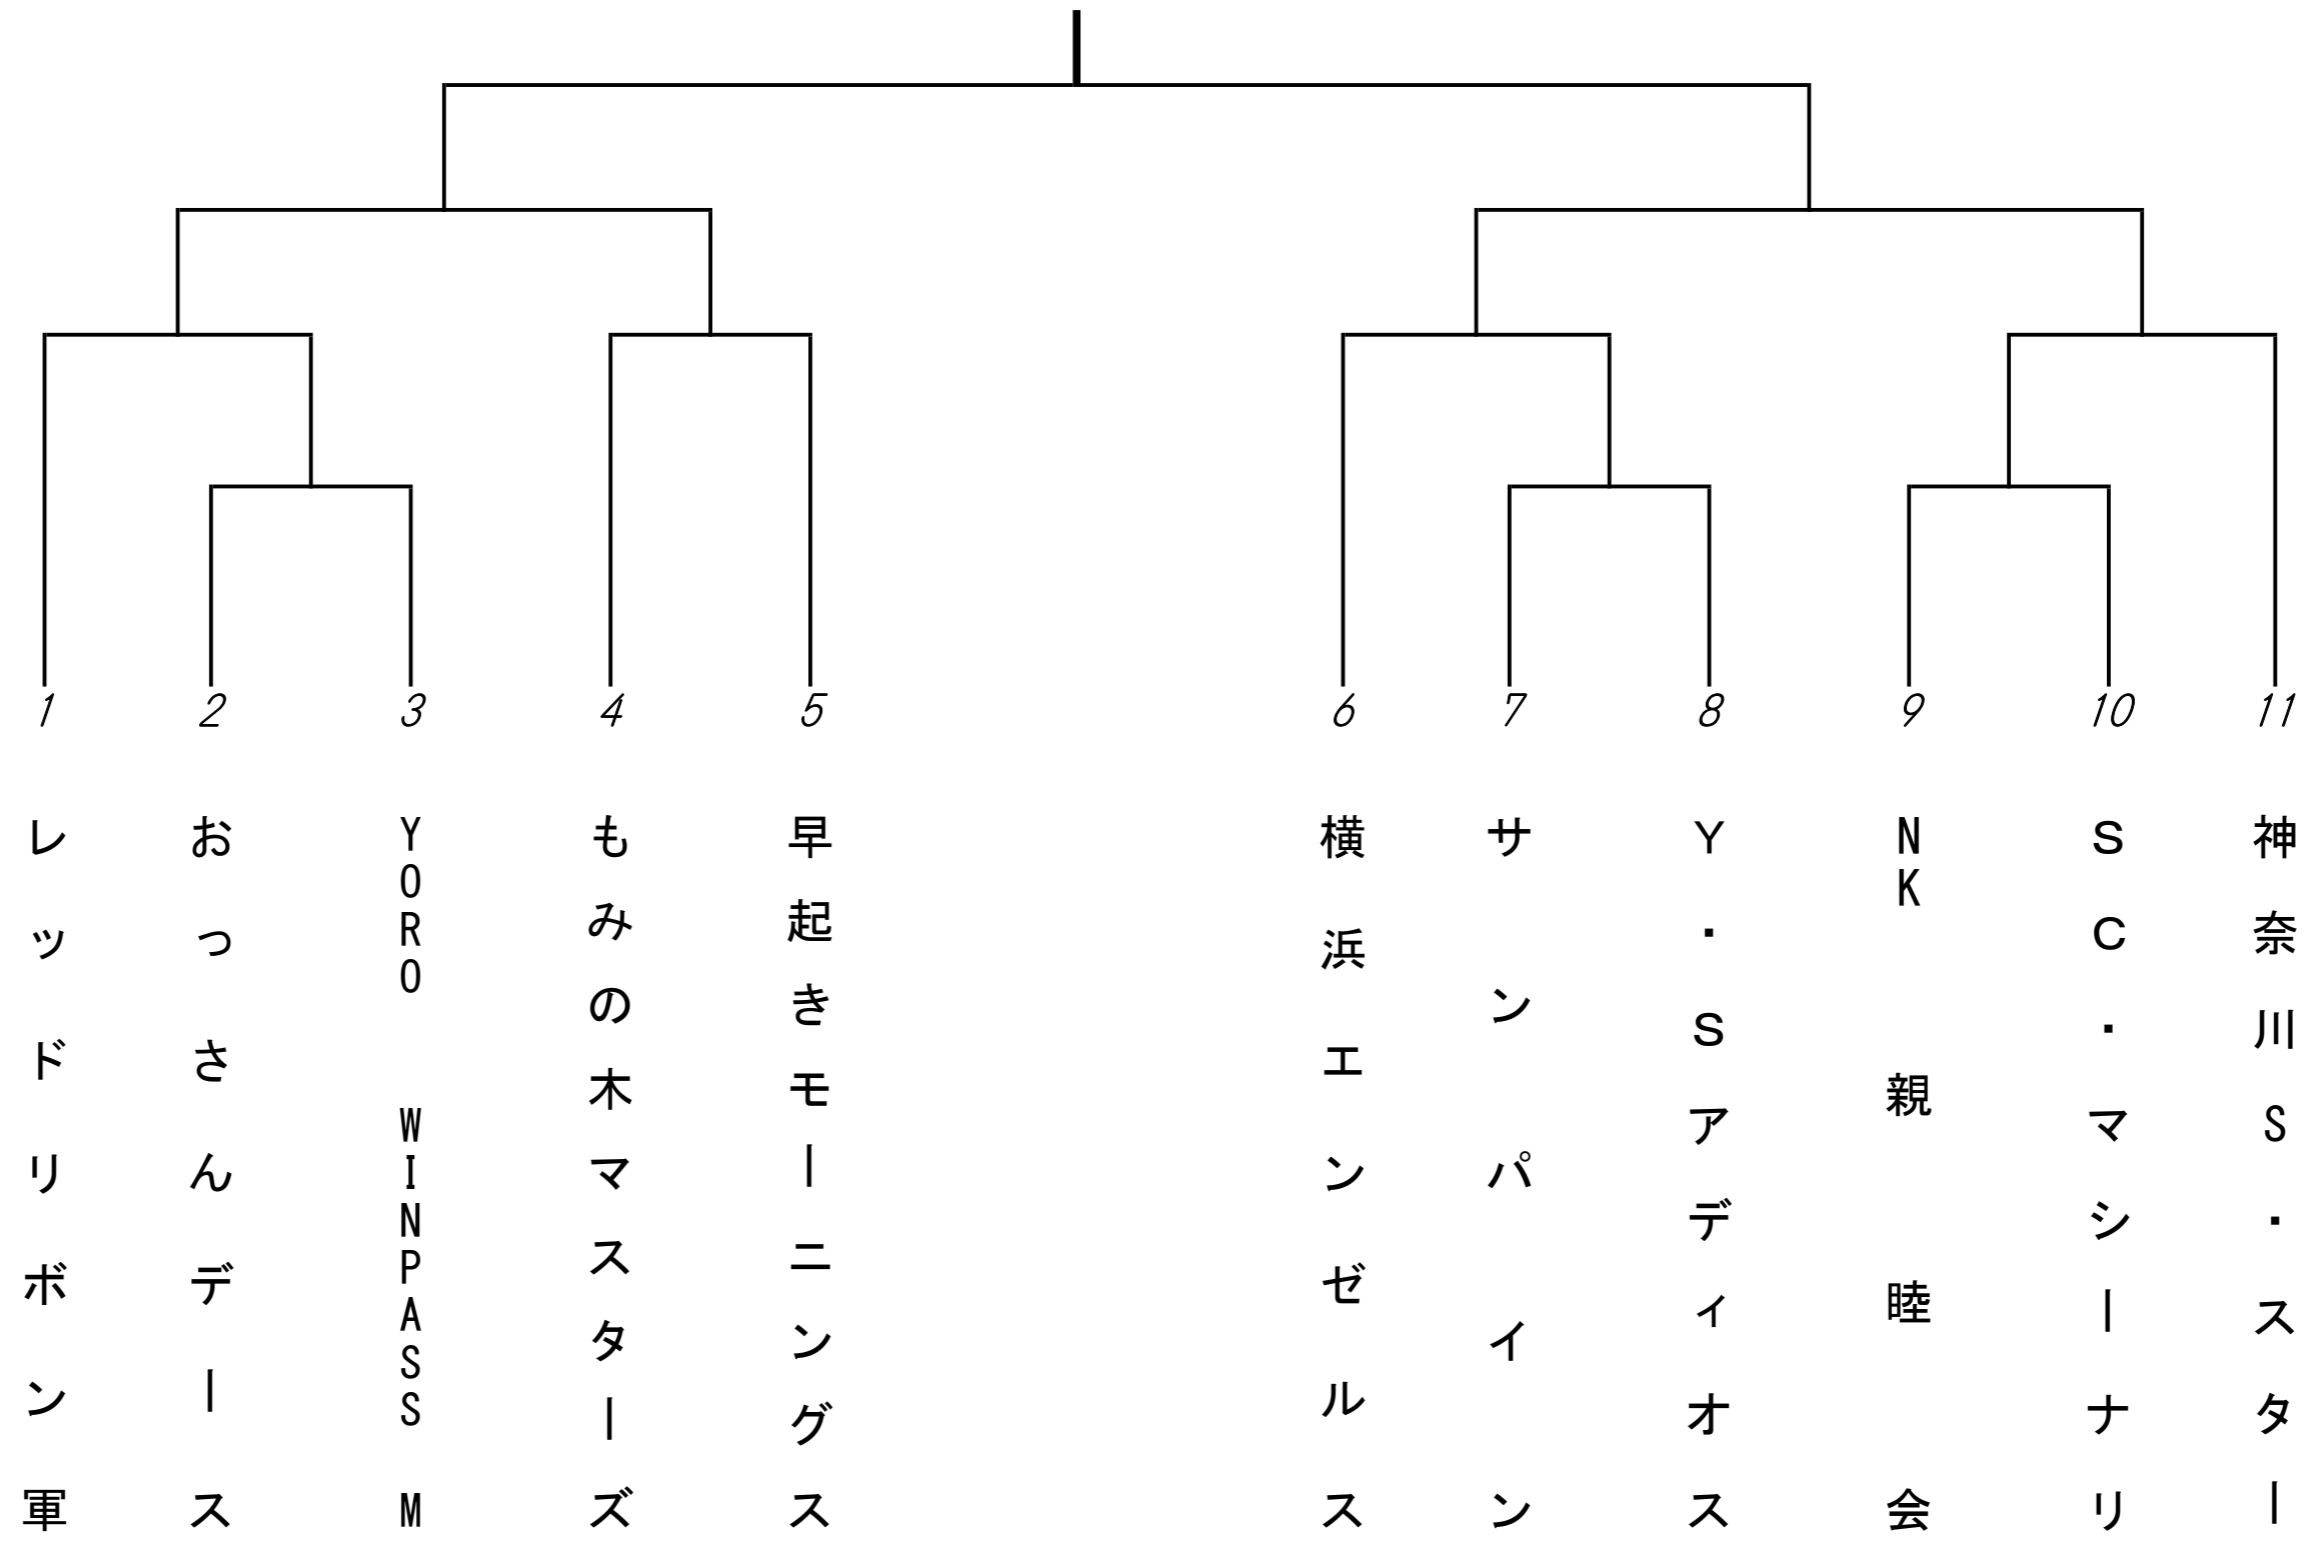 1
2
3
4
5
6
7
8
9
10
11
レッドリボン軍
おっさんデース
YORO WINPASS M
もみの木マスターズ
早起きモーニングス
横浜エンゼルス
サンパイン
Y・Sアディオス
NK親睦会
SC・マシーナリ
神奈川S・スター